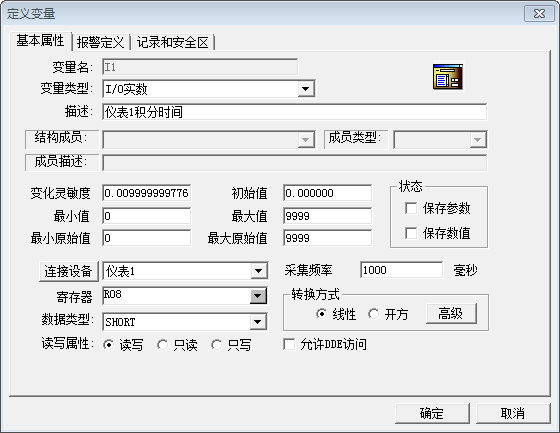 定义变量
基本属性 报警定义 记录和安全区
变量名: I1
变量类型: I/O实数
描述: 仪表1积分时间
结构成员: 成员类型:
成员描述:
变化灵敏度 0.009999999776 初始值 0.000000 状态
最小值 0 最大值 9999 保存参数
最小原始值 0 最大原始值 9999 保存数值
连接设备 仪表1 采集频率 1000 毫秒
寄存器 R08 转换方式
数据类型: SHORT 线性 开方 高级
读写属性: 读写 只读 只写 允许DDE访问
确定 取消